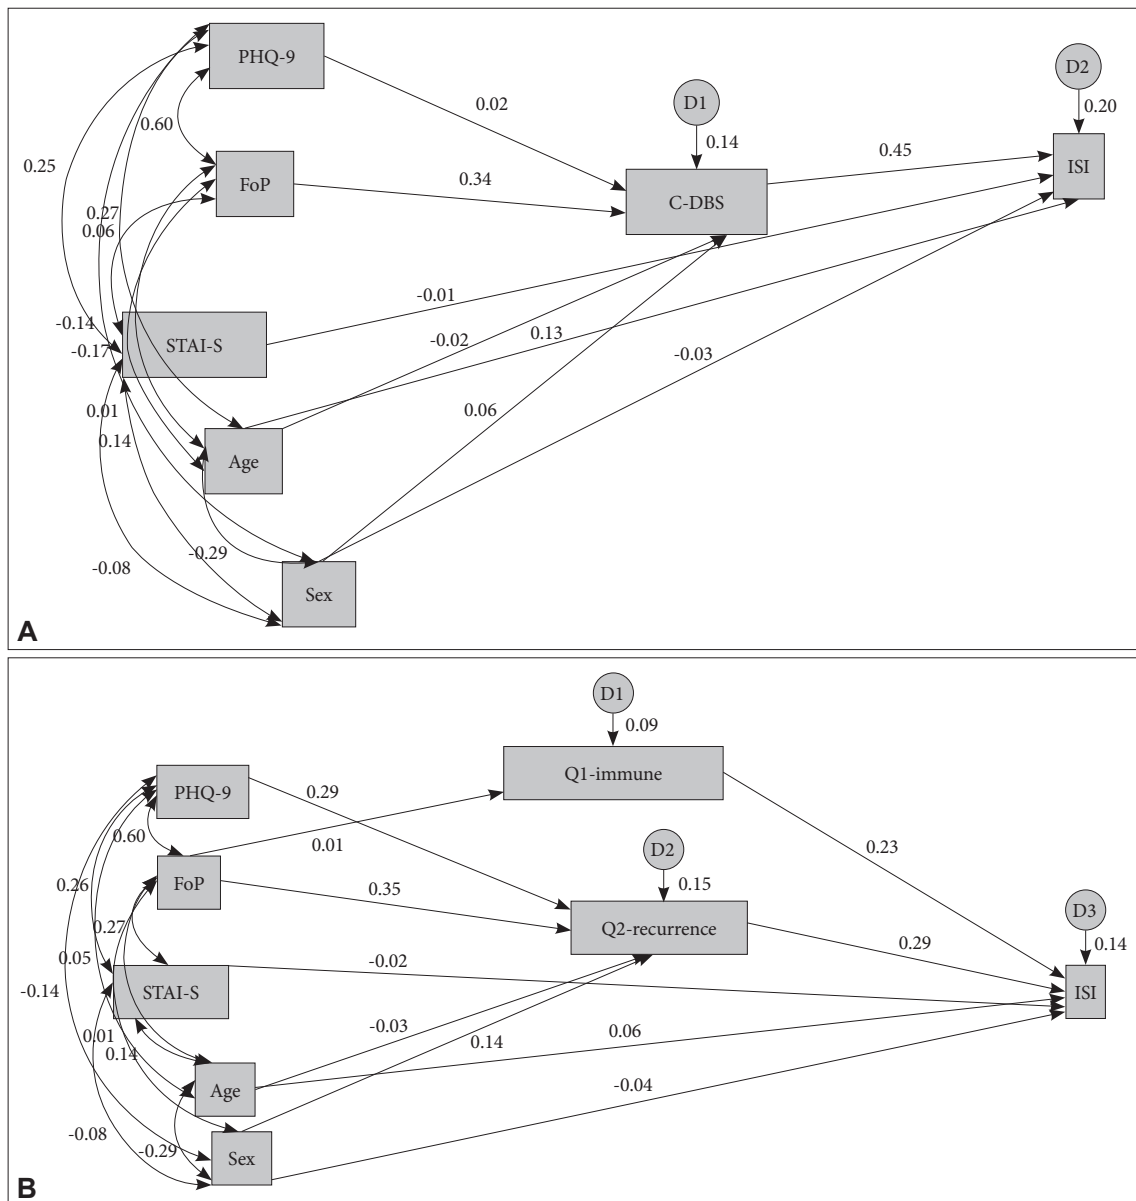 PHQ-9
D2
0.02
D1
0.20
0.60
0.14
0.45
0.25
FoP
0.34
C-DBS
ISI
0.27
0.06
-0.01
-0.14
-0.02
0.13
-0.17
STAI-S
-0.03
0.01
0.06
0.14
Age
-0.29
-0.08
Sex
A
D1
0.09
Q1-immune
PHQ-9
0.29
0.60
0.01
D2
0.23
0.26
FoP
0.35
0.15
D3
0.27
Q2-recurrence
0.29
0.14
0.05
-0.02
-0.14
STAI-S
ISI
0.01
-0.03
0.06
0.14
0.14
Age
-0.04
-0.08
-0.29
Sex
B